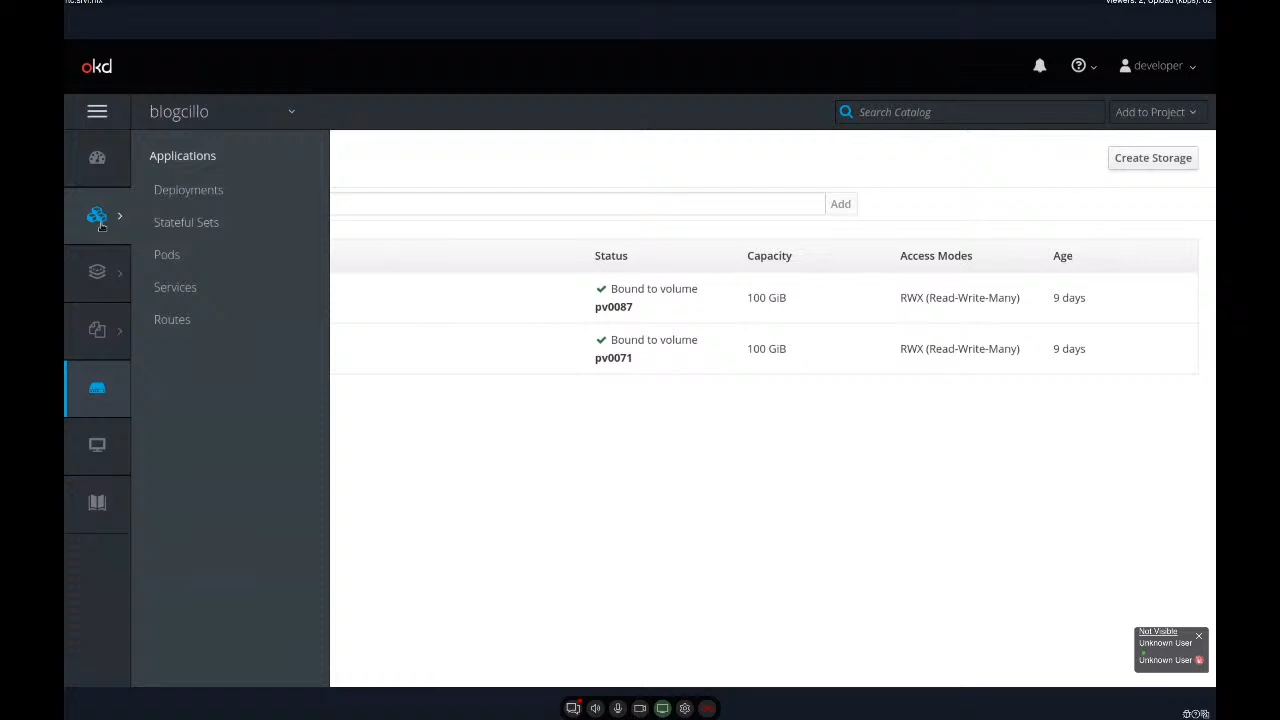 okd
developer
blogcillo
Search Catalog
Add to Project
Applications
Deployments
Stateful Sets
Pods
Services
Routes
Create Storage
Add
Status Capacity Access Modes Age
Bound to volume
pv0087
100 GiB RWX (Read-Write-Many) 9 days
Bound to volume
pv0071
100 GiB RWX (Read-Write-Many) 9 days
Not Visible
Unknown User
Unknown User